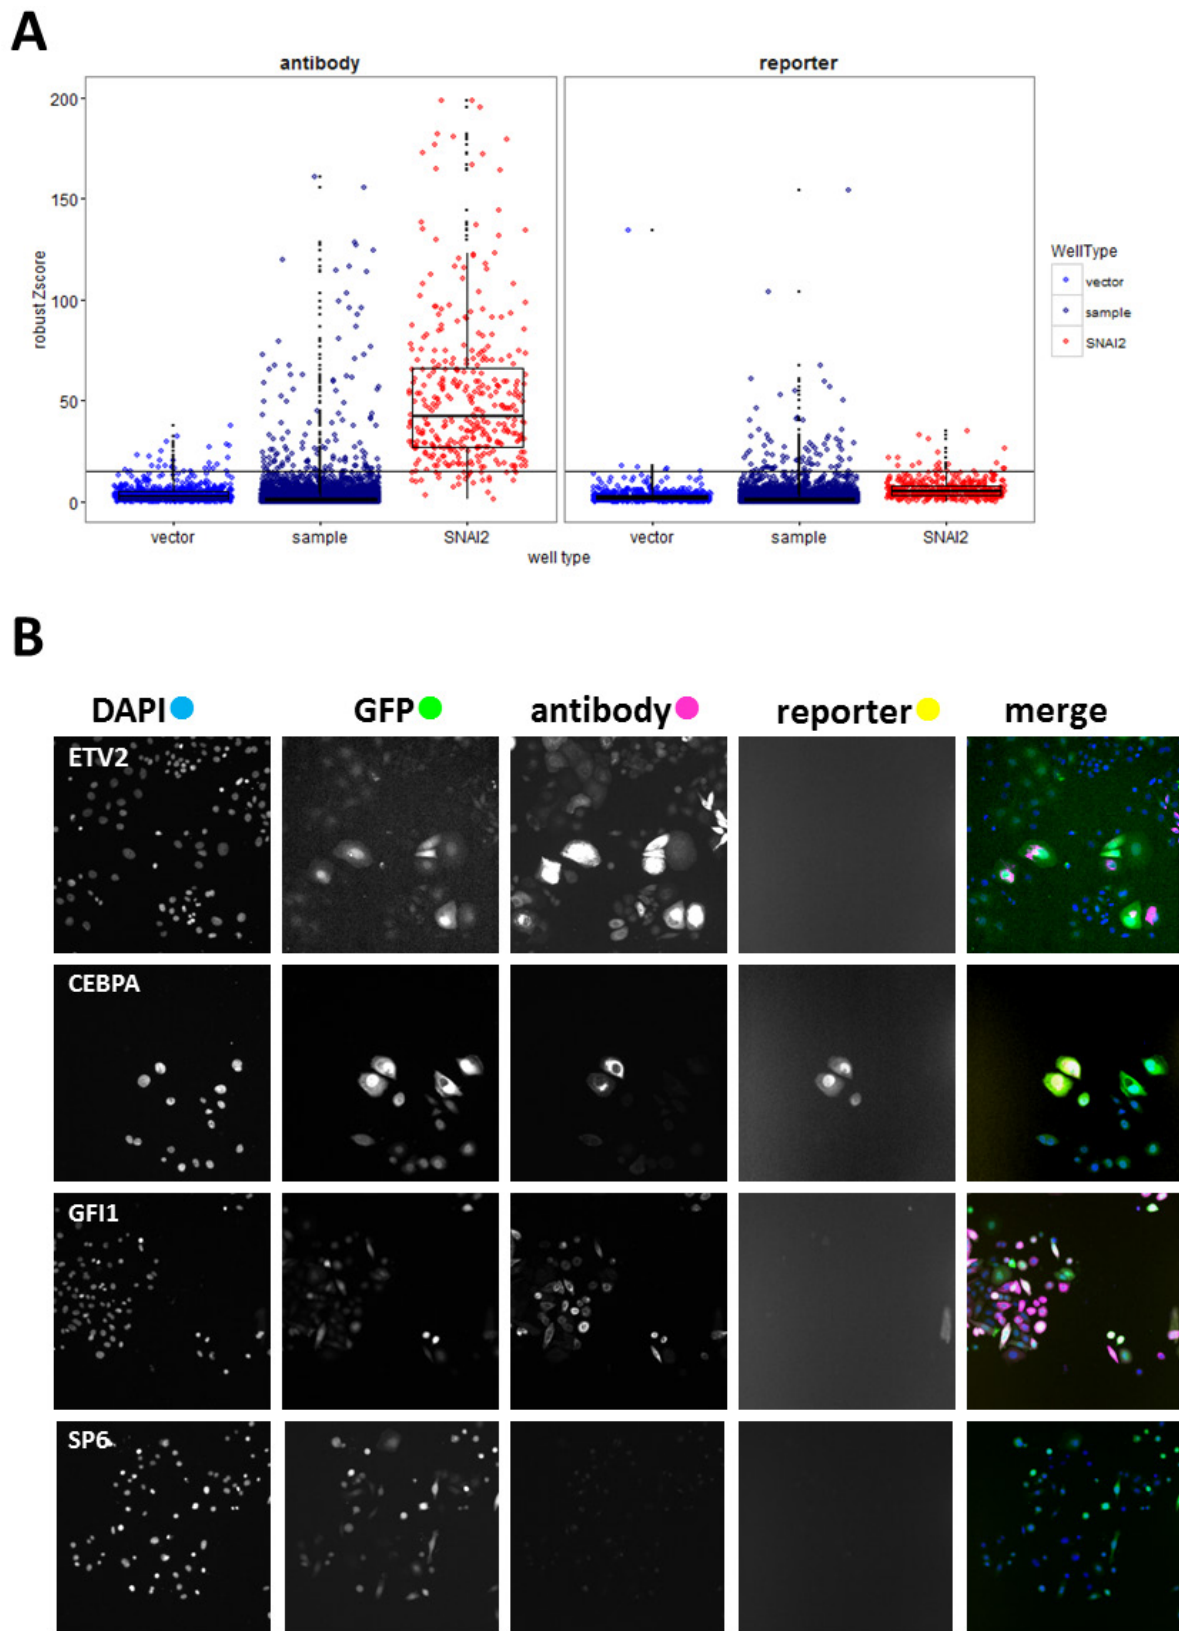 A
antibody reporter
200
150
100
50
0
robust Zscore
vector sample SNAI2 vector sample SNAI2
well type
WellType
vector
sample
SNAI2
B
DAPI GFP antibody reporter merge
ETV2
CEBPA
GFI1
SP6